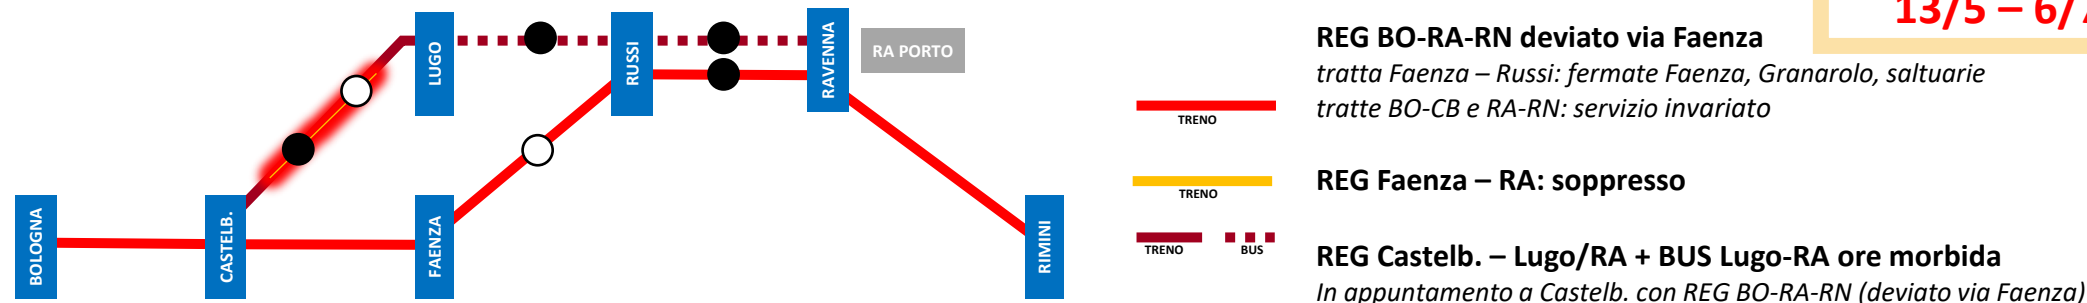 13/5 – 6/
LUGO
RUSSI
RAVENNA
RA PORTO
BOLOGNA
CASTELB.
FAENZA
RIMINI
REG BO-RA-RN deviato via Faenza
tratta Faenza – Russi: fermate Faenza, Granarolo, saltuarie
tratte BO-CB e RA-RN: servizio invariato
TRENO
REG Faenza – RA: soppresso
TRENO
REG Castelb. – Lugo/RA + BUS Lugo-RA ore morbida
TRENO BUS
In appuntamento a Castelb. con REG BO-RA-RN (deviato via Faenza)